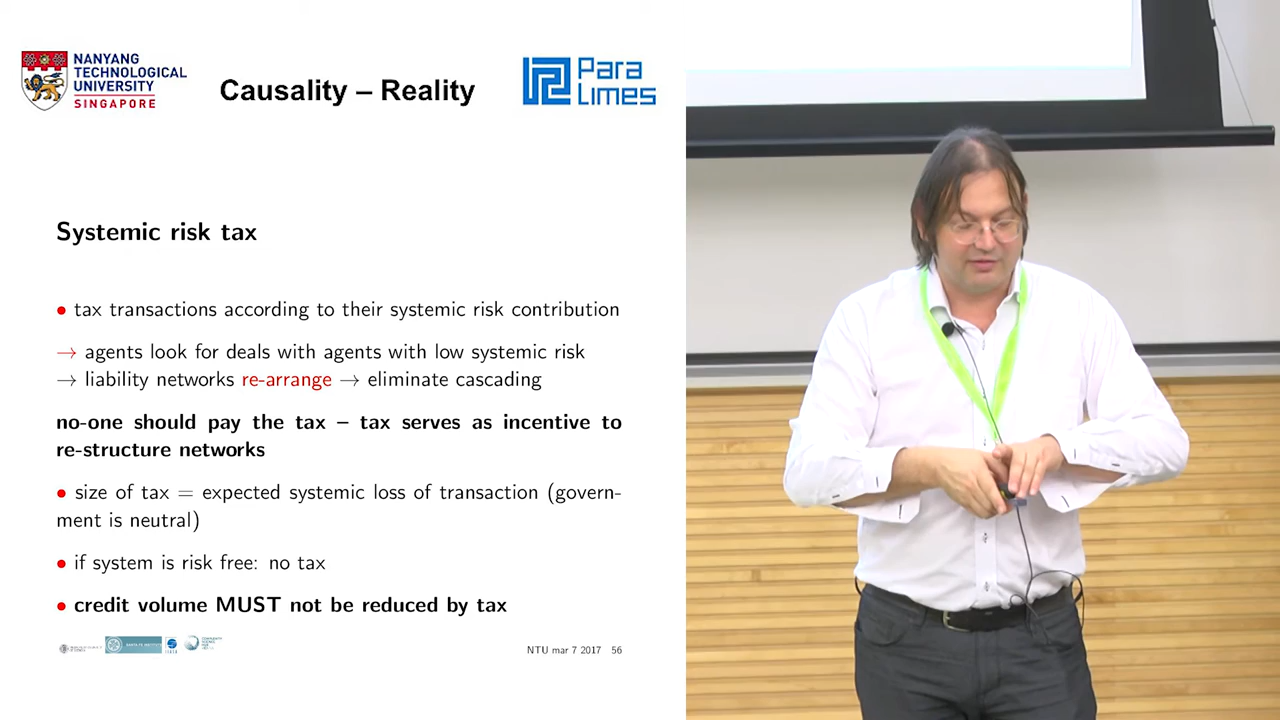 NANYANG
TECHNOLOGICAL
UNIVERSITY
SINGAPORE
Causality – Reality
Para
Limes
Systemic risk tax
• tax transactions according to their systemic risk contribution
→ agents look for deals with agents with low systemic risk
→ liability networks re-arrange → eliminate cascading
no-one should pay the tax – tax serves as incentive to
re-structure networks
• size of tax = expected systemic loss of transaction (govern-
ment is neutral)
• if system is risk free: no tax
• credit volume MUST not be reduced by tax
NTU mar 7 2017 56